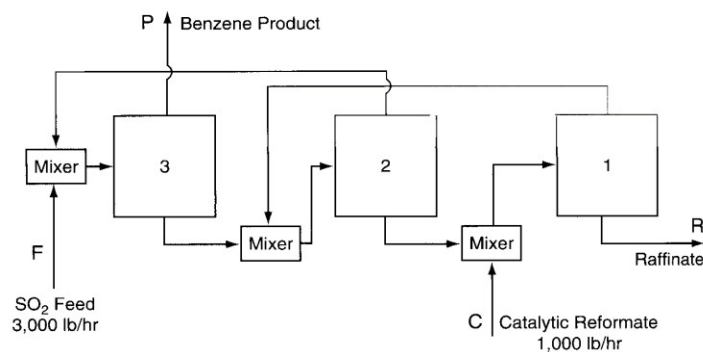 P Benzene Product
Mixer
3
2
1
Mixer
Mixer
R
Raffinate
F
SO₂ Feed
3,000 lb/hr
C Catalytic Reformate
1,000 lb/hr